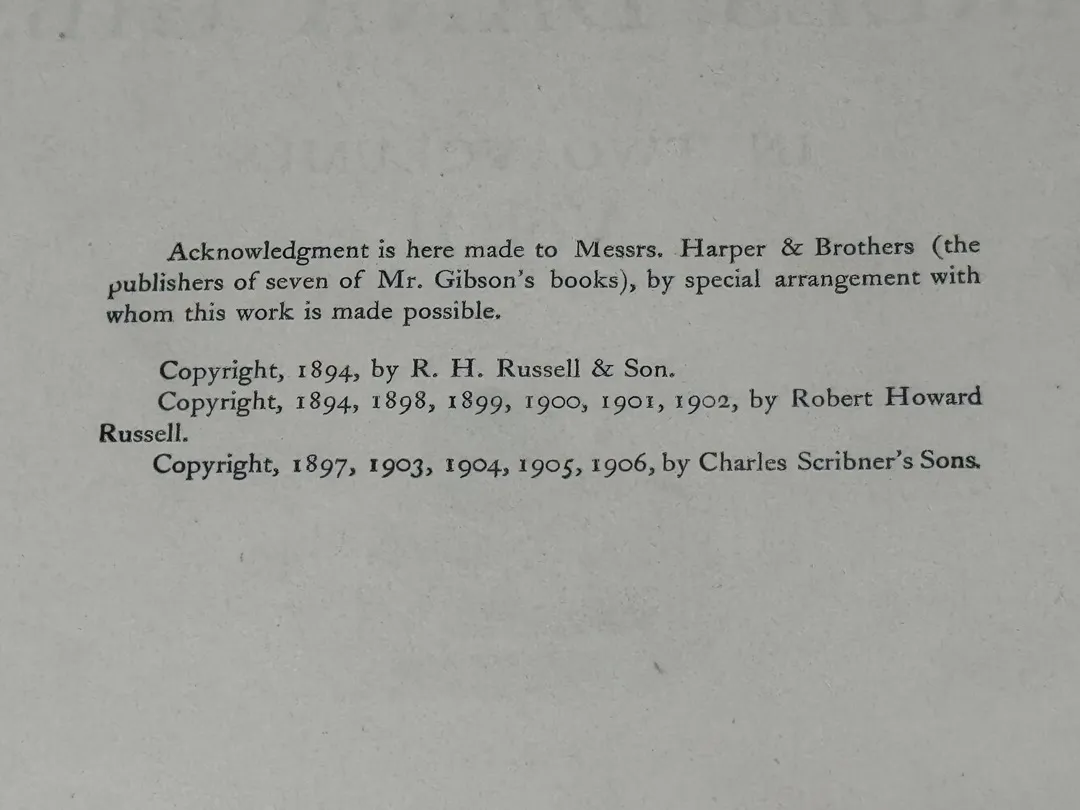 Acknowledgment is here made to Messrs. Harper & Brothers (the
publishers of seven of Mr. Gibson's books), by special arrangement with
whom this work is made possible.
Copyright, 1894, by R. H. Russell & Son.
Copyright, 1894, 1898, 1899, 1900, 1901, 1902, by Robert Howard
Russell.
Copyright, 1897, 1903, 1904, 1905, 1906, by Charles Scribner's Sons.